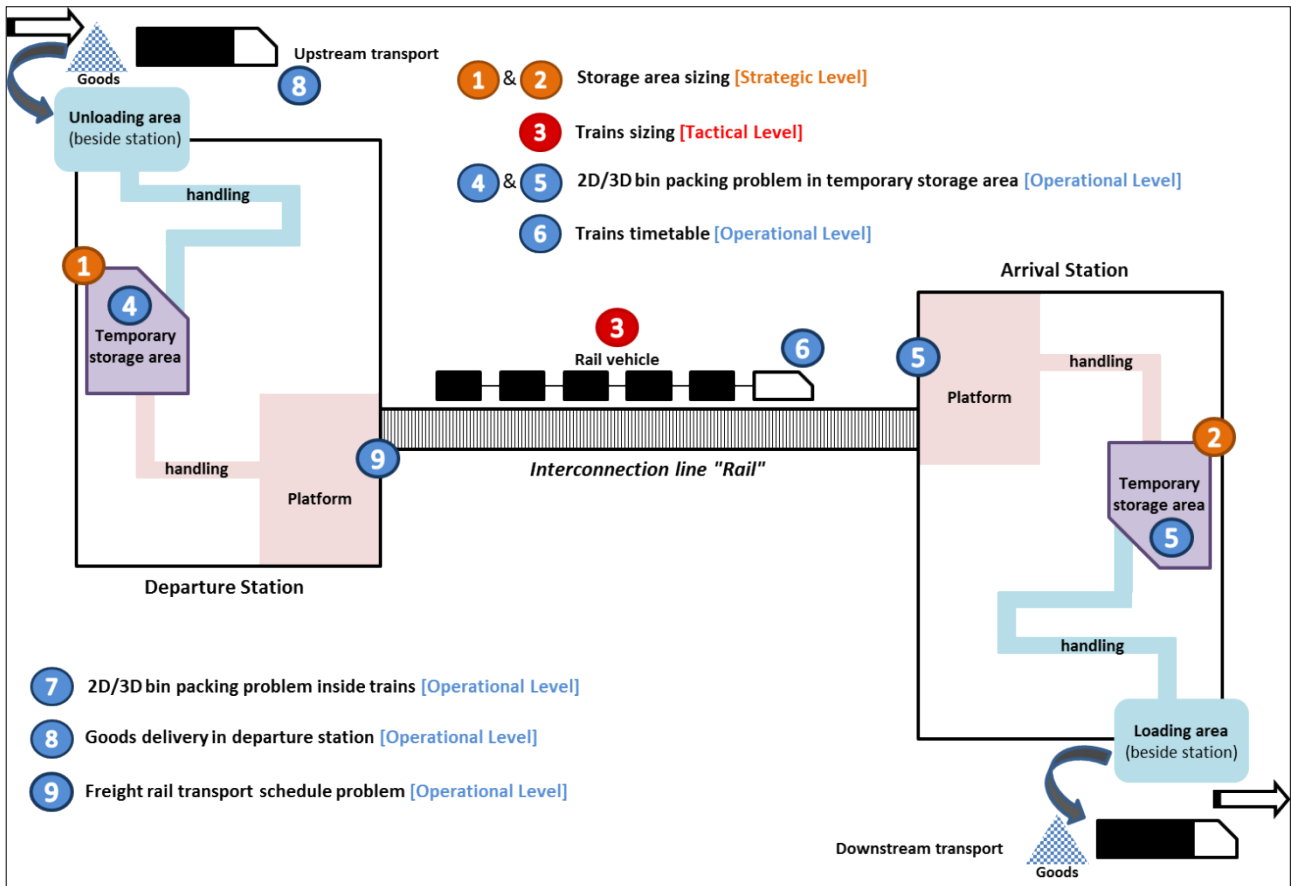 Goods
Upstream transport
8
Unloading area
(beside station)
handling
1
4
Temporary
storage area
handling
9
Platform
Departure Station
1 & 2 Storage area sizing [Strategic Level]
3 Trains sizing [Tactical Level]
4 & 5 2D/3D bin packing problem in temporary storage area [Operational Level]
6 Trains timetable [Operational Level]
3
Rail vehicle
6
Interconnection line "Rail"
Arrival Station
5
Platform
handling
2
Temporary
storage area
5
handling
Loading area
(beside station)
7 2D/3D bin packing problem inside trains [Operational Level]
8 Goods delivery in departure station [Operational Level]
9 Freight rail transport schedule problem [Operational Level]
Downstream transport
Goods